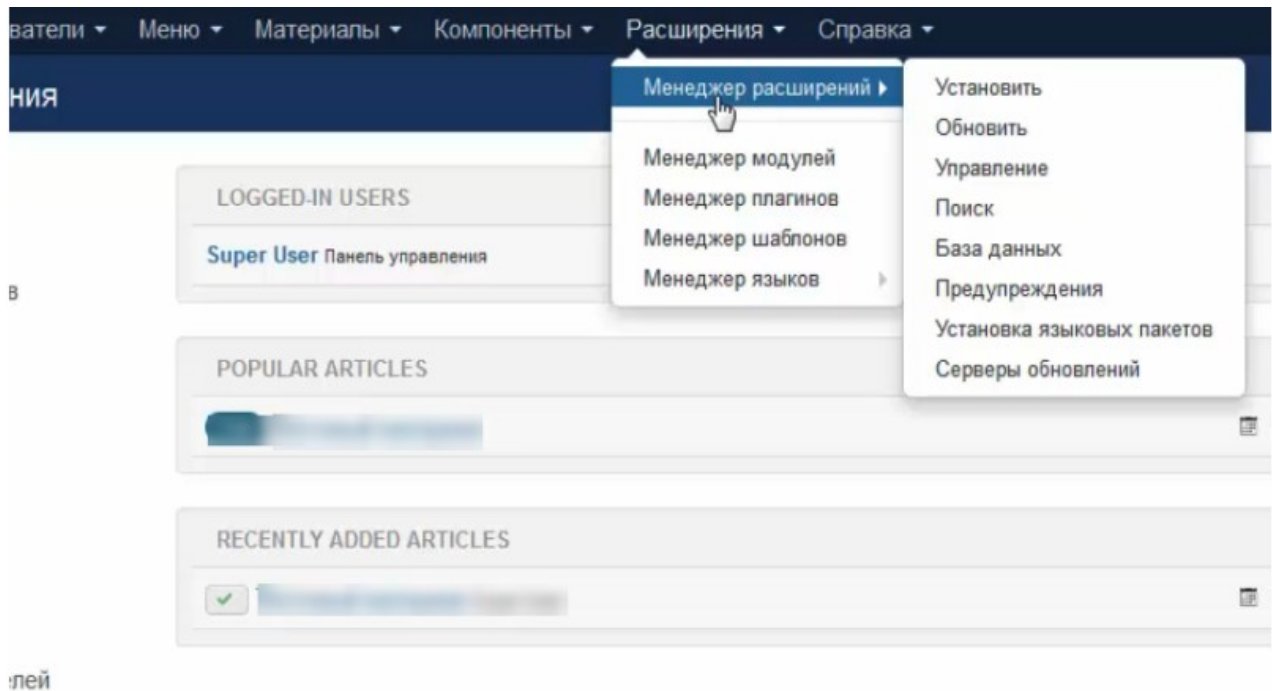 ватели Меню Материалы Компоненты Расширения Справка
ния
Менеджер расширений
Менеджер модулей
Менеджер плагинов
Менеджер шаблонов
Менеджер языков
Установить
Обновить
Управление
Поиск
База данных
Предупреждения
Установка языковых пакетов
Серверы обновлений
LOGGED-IN USERS
Super User Панель управления
в
POPULAR ARTICLES
RECENTLY ADDED ARTICLES
лей